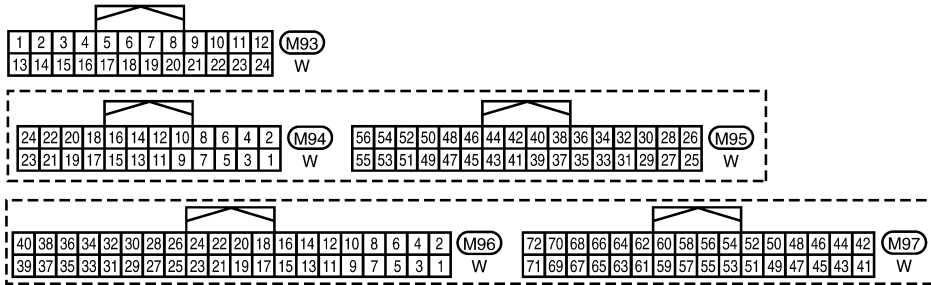 1 2 3 4 5 6 7 8 9 10 11 12 M93
13 14 15 16 17 18 19 20 21 22 23 24 W
24 22 20 18 16 14 12 10 8 6 4 2 M94
23 21 19 17 15 13 11 9 7 5 3 1 W
56 54 52 50 48 46 44 42 40 38 36 34 32 30 28 26 M95
55 53 51 49 47 45 43 41 39 37 35 33 31 29 27 25 W
40 38 36 34 32 30 28 26 24 22 20 18 16 14 12 10 8 6 4 2 M96
39 37 35 33 31 29 27 25 23 21 19 17 15 13 11 9 7 5 3 1 W
72 70 68 66 64 62 60 58 56 54 52 50 48 46 44 42 M97
71 69 67 65 63 61 59 57 55 53 51 49 47 45 43 41 W